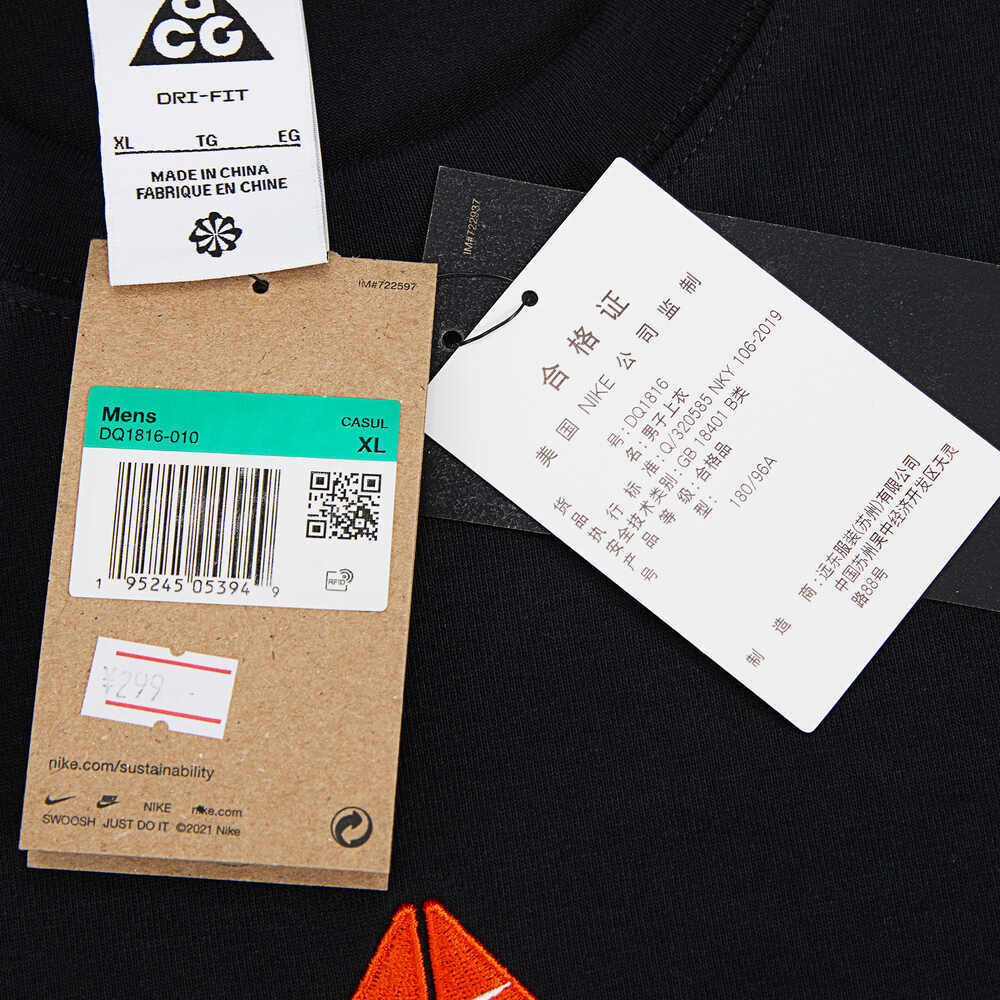 aCG
DRI-FIT
XL TG EG
MADE IN CHINA
FABRIQUE EN CHINE
IM#722597
Mens
DQ1816-010
CASUL
XL
1 95245 05394 9
RFID
¥299
nike.com/sustainability
NIKE nike.com
SWOOSH JUST DO IT ©2021 Nike
IM#722937
合格证
美国 NIKE 公司监制
货号:DQ1816
品名:男子上衣
执行标准:Q/320585 NKY 106-2019
安全技术类别:GB 18401 B类
产品等级:合格品
号型:180/96A
制造商:远东服装(苏州)有限公司
中国苏州吴中经济开发区天灵
路88号